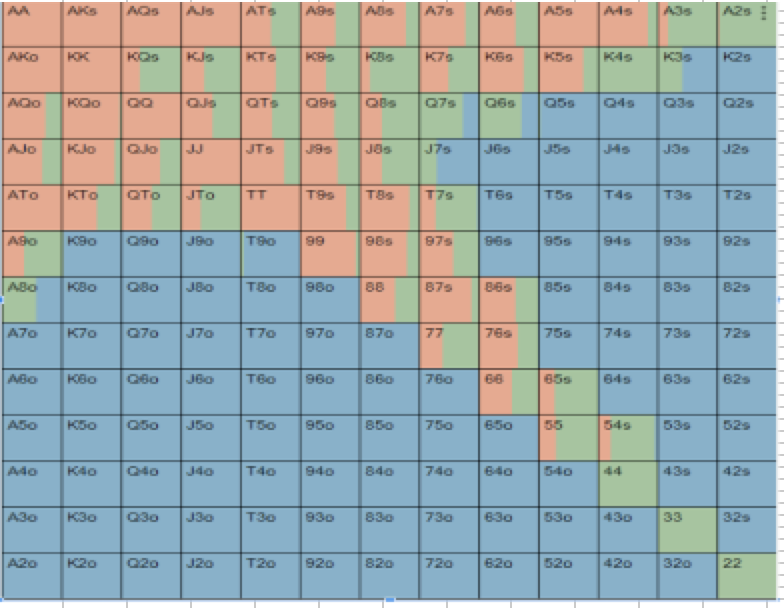 AA AKs AQs AJs ATs A9s A8s A7s A6s A5s A4s A3s A2s
AKo KK KQs KJs KTs K9s K8s K7s K6s K5s K4s K3s K2s
AQo KQo QQ QJs QTs Q9s Q8s Q7s Q6s Q5s Q4s Q3s Q2s
AJo KJo QJo JJ JTs J9s J8s J7s J6s J5s J4s J3s J2s
ATo KTo QTo JTo TT T9s T8s T7s T6s T5s T4s T3s T2s
A9o K9o Q9o J9o T9o 99 98s 97s 96s 95s 94s 93s 92s
A8o K8o Q8o J8o T8o 98o 88 87s 86s 85s 84s 83s 82s
A7o K7o Q7o J7o T7o 97o 87o 77 76s 75s 74s 73s 72s
A6o K6o Q6o J6o T6o 96o 86o 76o 66 65s 64s 63s 62s
A5o K5o Q5o J5o T5o 95o 85o 75o 65o 55 54s 53s 52s
A4o K4o Q4o J4o T4o 94o 84o 74o 64o 54o 44 43s 42s
A3o K3o Q3o J3o T3o 93o 83o 73o 63o 53o 43o 33 32s
A2o K2o Q2o J2o T2o 92o 82o 72o 62o 52o 42o 32o 22